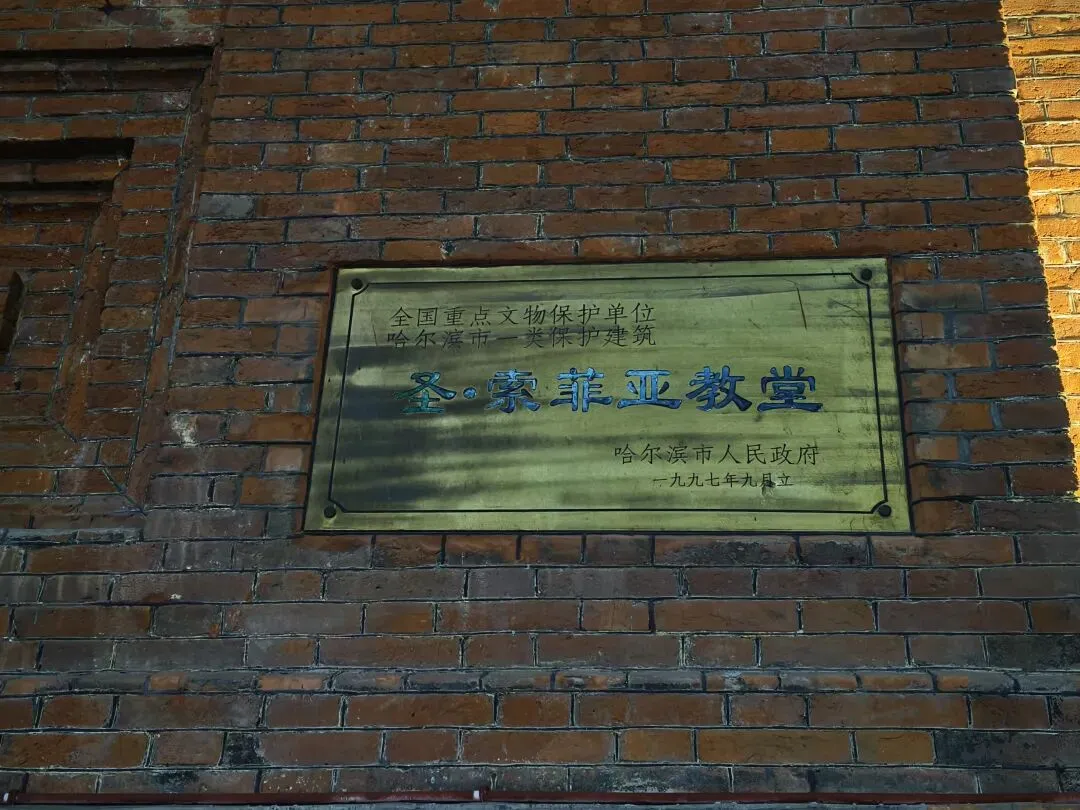 全国重点文物保护单位
哈尔滨市一类保护建筑
圣·索菲亚教堂
哈尔滨市人民政府
一九九七年九月立